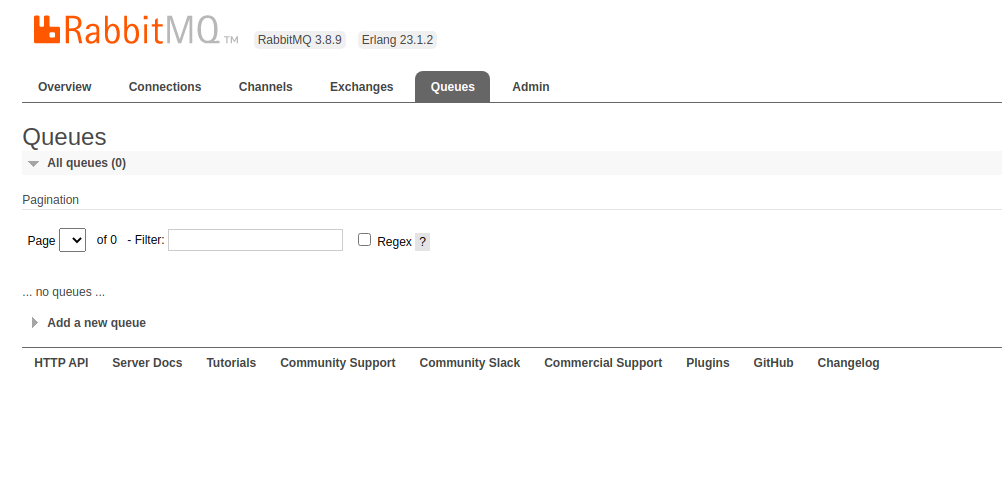 RabbitMQ TM RabbitMQ 3.8.9 Erlang 23.1.2
Overview Connections Channels Exchanges Queues Admin
Queues
All queues (0)
Pagination
Page of 0 - Filter: Regex ?
... no queues ...
Add a new queue
HTTP API Server Docs Tutorials Community Support Community Slack Commercial Support Plugins GitHub Changelog